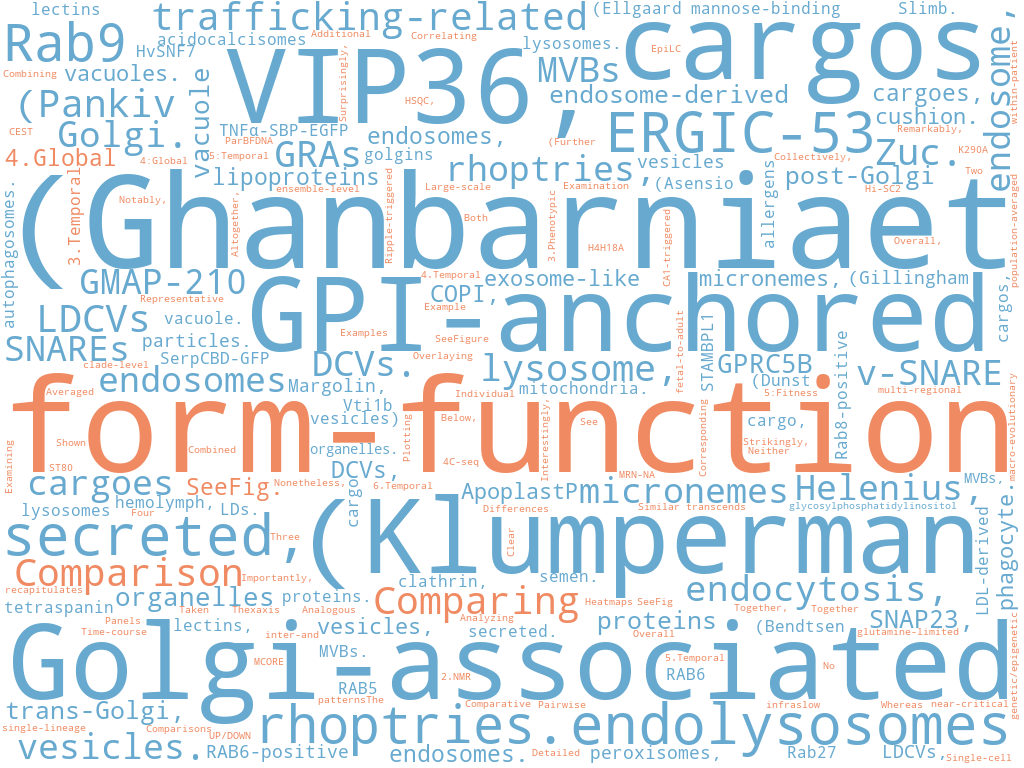 lectins
trafficking-related
(Ellgaard mannose-binding
Slimb.
Rab9
HvSNF7
acidocalcisomes
Additional
Correlating
lysosomes.
cargos
EpiLC
Combining
vacuoles.
VIP36
Surprisingly,
HSQC,
MVBs
,
endosome,
within-patient
(Pankiv
vacuole
endosome-derived
cargoes,
cushion.
CEST
Golgi.
TNFα-SBP-EGFP
ParBFDNA
endosomes,
(Further
ERGIC-53
Remarkably,
4.Global
4:Global
5:Temporal
GRAs
golgins
rhoptries,
vesicles
Collectively,
Zuc.
K290A
3.Temporal
lipoproteins
ensemble-level
Large-scale
Examination
(Asensio
allergens
post-Golgi
Hi-SC2
Two
autophagosomes.
Notably,
Altogether,
Ripple-triggered
Both
3.Phenotypic
H4H18A
CA1-triggered
Overall,
population-averaged
(Ghanbarniaet
GMAP-210
Representative
GPI-anchored
4.Temporal
exosome-like
micronemes,
(Gillingham
COPI,
Example
cargos,
LDCVs
vacuole.
Examples
SeeFigure
SNAREs
particles.
clade-level
SerpCBD-GFP
DCVs.
Overlaying
lysosome,
fetal-to-adult
STAMBPL1
GPRC5B
Rab8-positive
v-SNARE
endosomes
Averaged
Margolin,
Individual
mitochondria.
(Dunst
5:Fitness
multi-regional
form-function
Vti1b
vesicles)
Plotting
Below,
Interestingly,
See
Corresponding
cargo,
Strikingly,
Neither
macro-evolutionary
Examining
Shown
Combined
organelles.
ST80
4C-seq
MRN-NA
cargoes
SeeFig.
Nonetheless,
cargor
DCVs,
6.Temporal
ApoplastP
micronemes
Helenius,
MVBs,
lysosomes
hemolymph,
Four
LDs.
Differences
Similar
transcends
glycosylphosphatidylinositol
secreted,
Three
(Klumperman
Clear
LDL-derived
phagocyte.
Comparison
Importantly,
recapitulates
organelles
proteins.
clathrin,
semen.
Comparing
Heatmaps
SeeFig
endocytosis,
tetraspanin
Taken
Thexaxis
Analogous
Analyzing
Together,
Together
Panels
Time-course
lectins,
inter-and
vesicles,
secreted.
Overall
proteins
(Bendtsen
SNAP23,
glutamine-limited
genetic/epigenetic
Golgi-associated
MCORE
MVBs.
RAB5
2.NMR
5.Temporal
RAB6
No
trans-Golgi,
patternsThe
Comparative
Pairwise
infraslow
Whereas
near-critical
single-lineage
Comparisons
UP/DOWN
rhoptries.
endolysosomes
vesicles.
RAB6-positive
endosomes.
Detailed
peroxisomes,
Rab27
LDCVs,
Single-cell